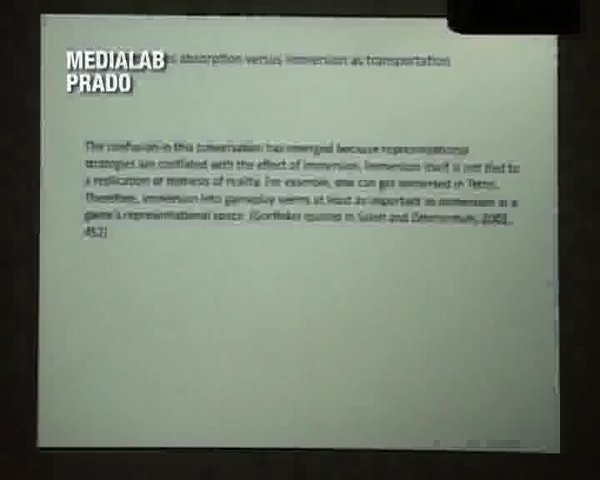 MEDIALAB
PRADO
absorption versus immersion as transportation
The confusion in this conversation has emerged because representational
strategies are conflated with the effect of immersion. Immersion itself is not tied to
a replication or mimesis of reality. For example, one can get immersed in Tetris.
Therefore, immersion into gameplay seems at least as important as immersion in a
game's representational space. (Gorfinkel quoted in Salen and Zimmerman,
452)